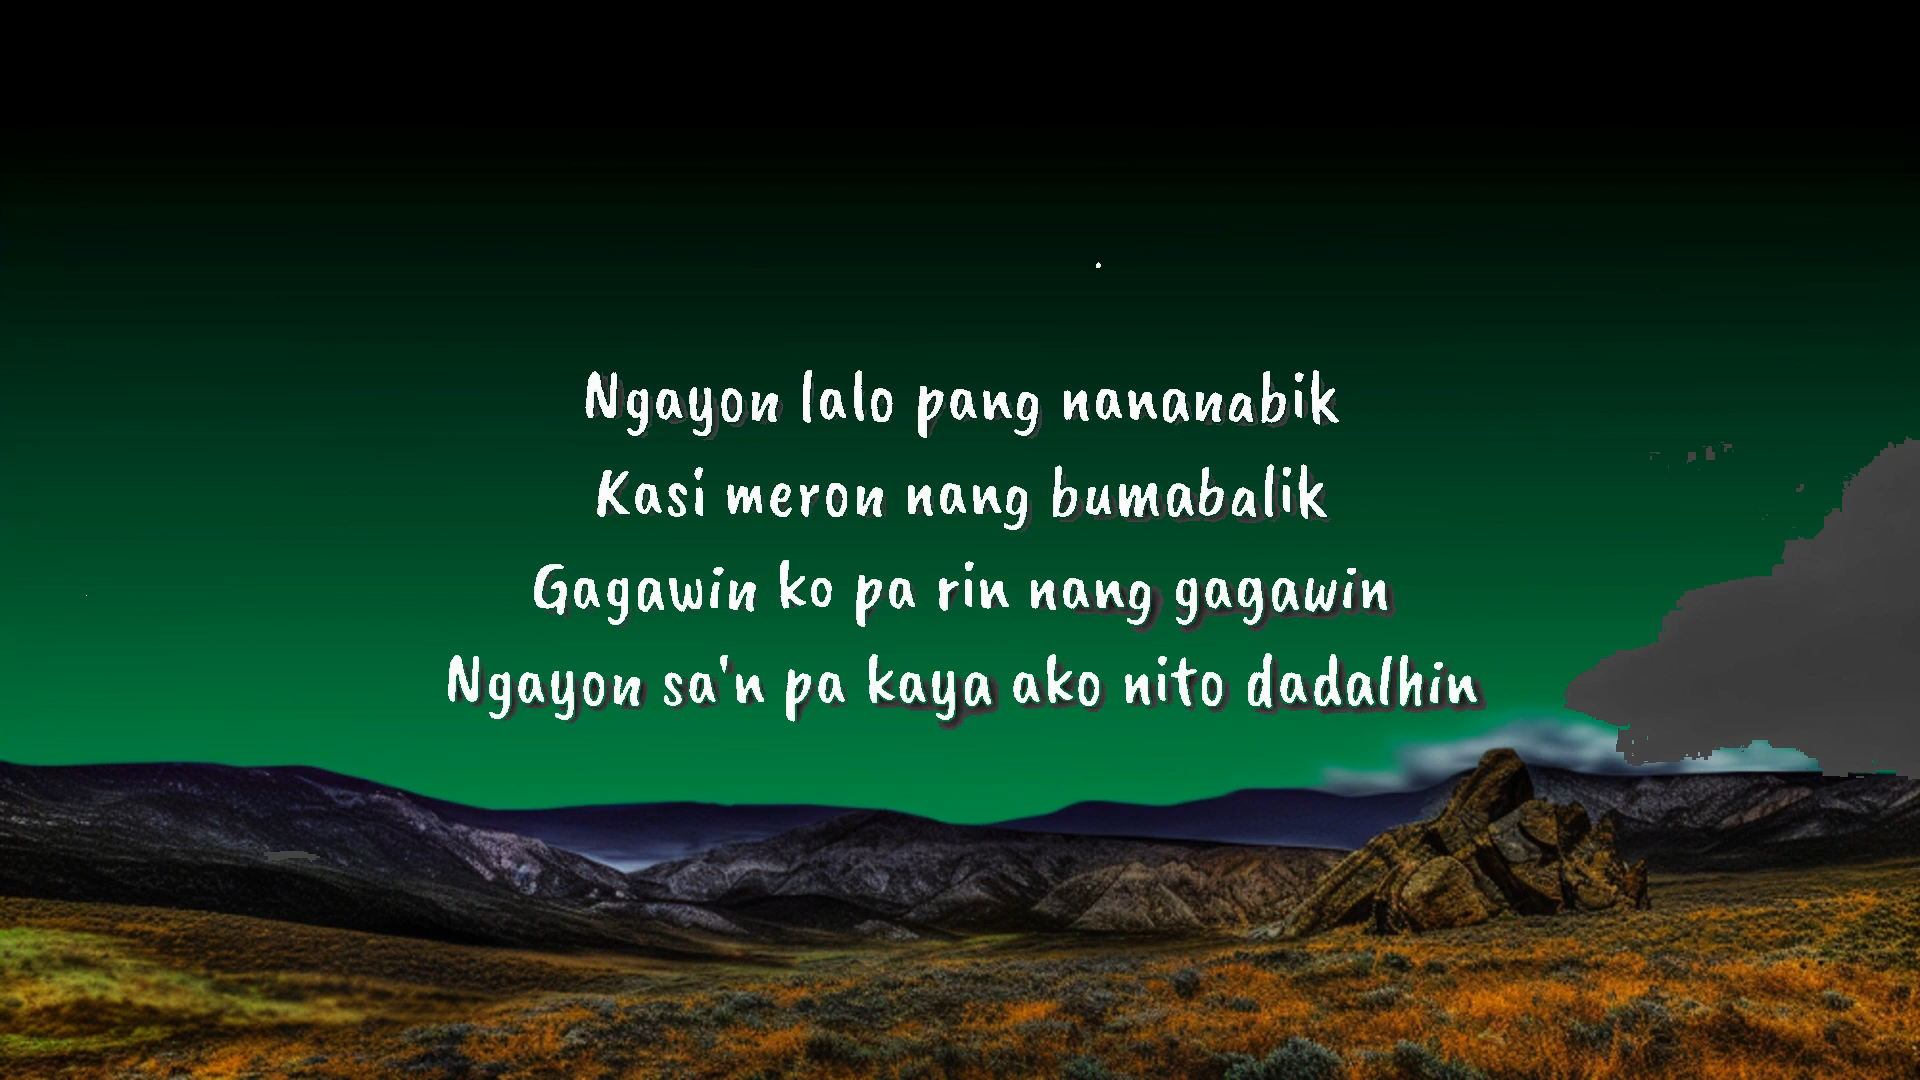 Ngayon lalo pang nananabik
Kasi meron nang bumabalik
Gagawin ko pa rin nang gagawin
Ngayon sa'n pa kaya ako nito dadalhin